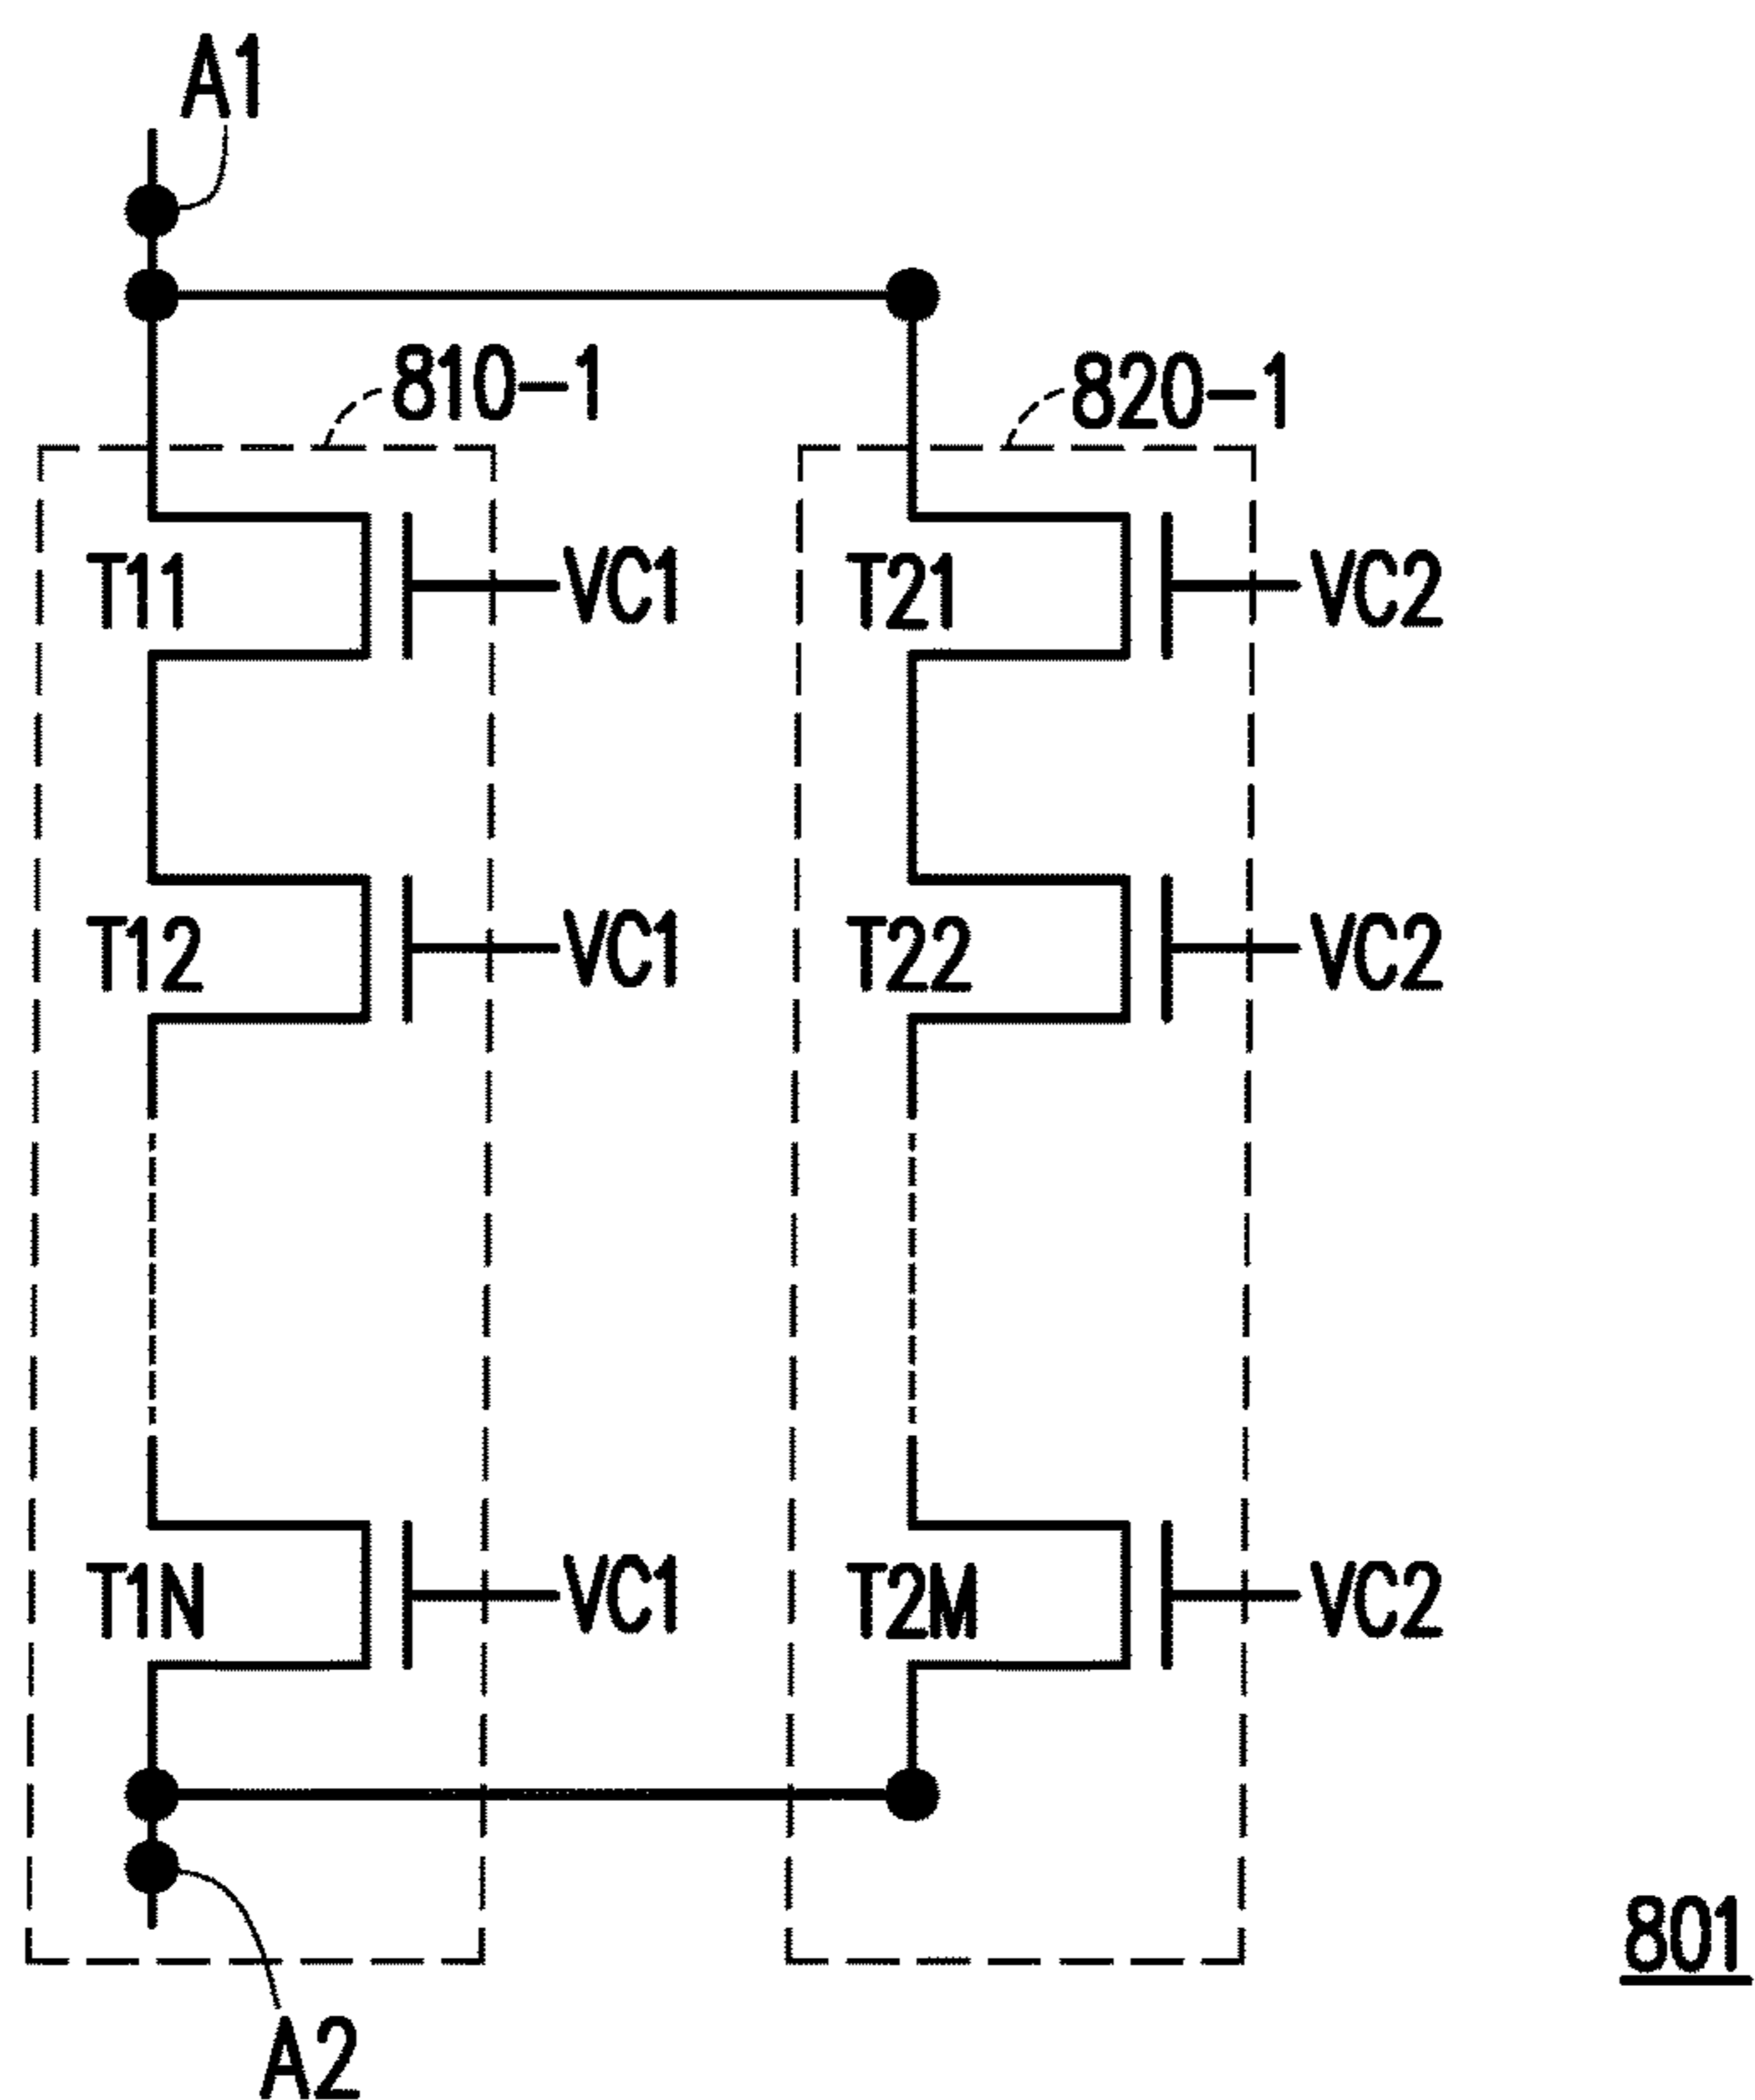 A1
810-1
820-1
T11 VC1 T21 VC2
T12 VC1 T22 VC2
T1N VC1 T2M VC2
801
A2